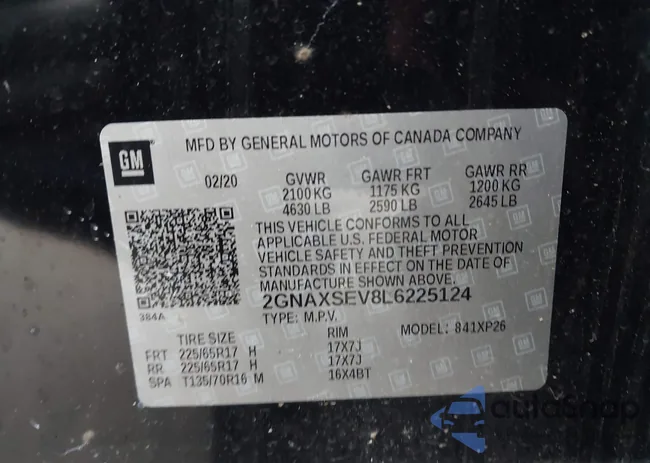 GM
MFD BY GENERAL MOTORS OF CANADA COMPANY
02/20 GVWR GAWR FRT GAWR RR
2100 KG 1175 KG 1200 KG
4630 LB 2590 LB 2645 LB
THIS VEHICLE CONFORMS TO ALL
APPLICABLE U.S. FEDERAL MOTOR
VEHICLE SAFETY AND THEFT PREVENTION
STANDARDS IN EFFECT ON THE DATE OF
MANUFACTURE SHOWN ABOVE.
2GNAXSEV8L6225124
384A
TYPE: M.P.V. MODEL: 841XP26
TIRE SIZE RIM
FRT 225/65R17 H 17X7J
RR 225/65R17 H 17X7J
SPA T135/70R16 M 16X4BT
autoSnap